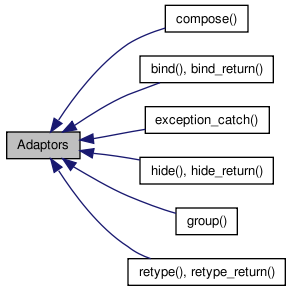 compose()
bind(), bind_return()
exception_catch()
Adaptors
hide(), hide_return()
group()
retype(), retype_return()